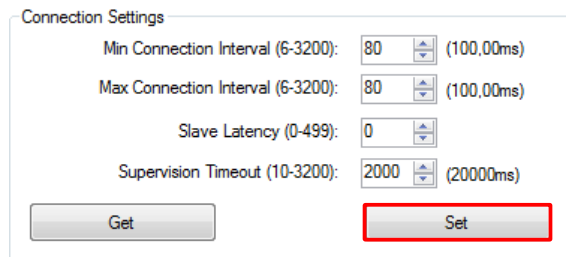 Connection Settings
Min Connection Interval (6-3200): 80 (100,00ms)
Max Connection Interval (6-3200): 80 (100,00ms)
Slave Latency (0-499): 0
Supervision Timeout (10-3200): 2000 (20000ms)
Get Set